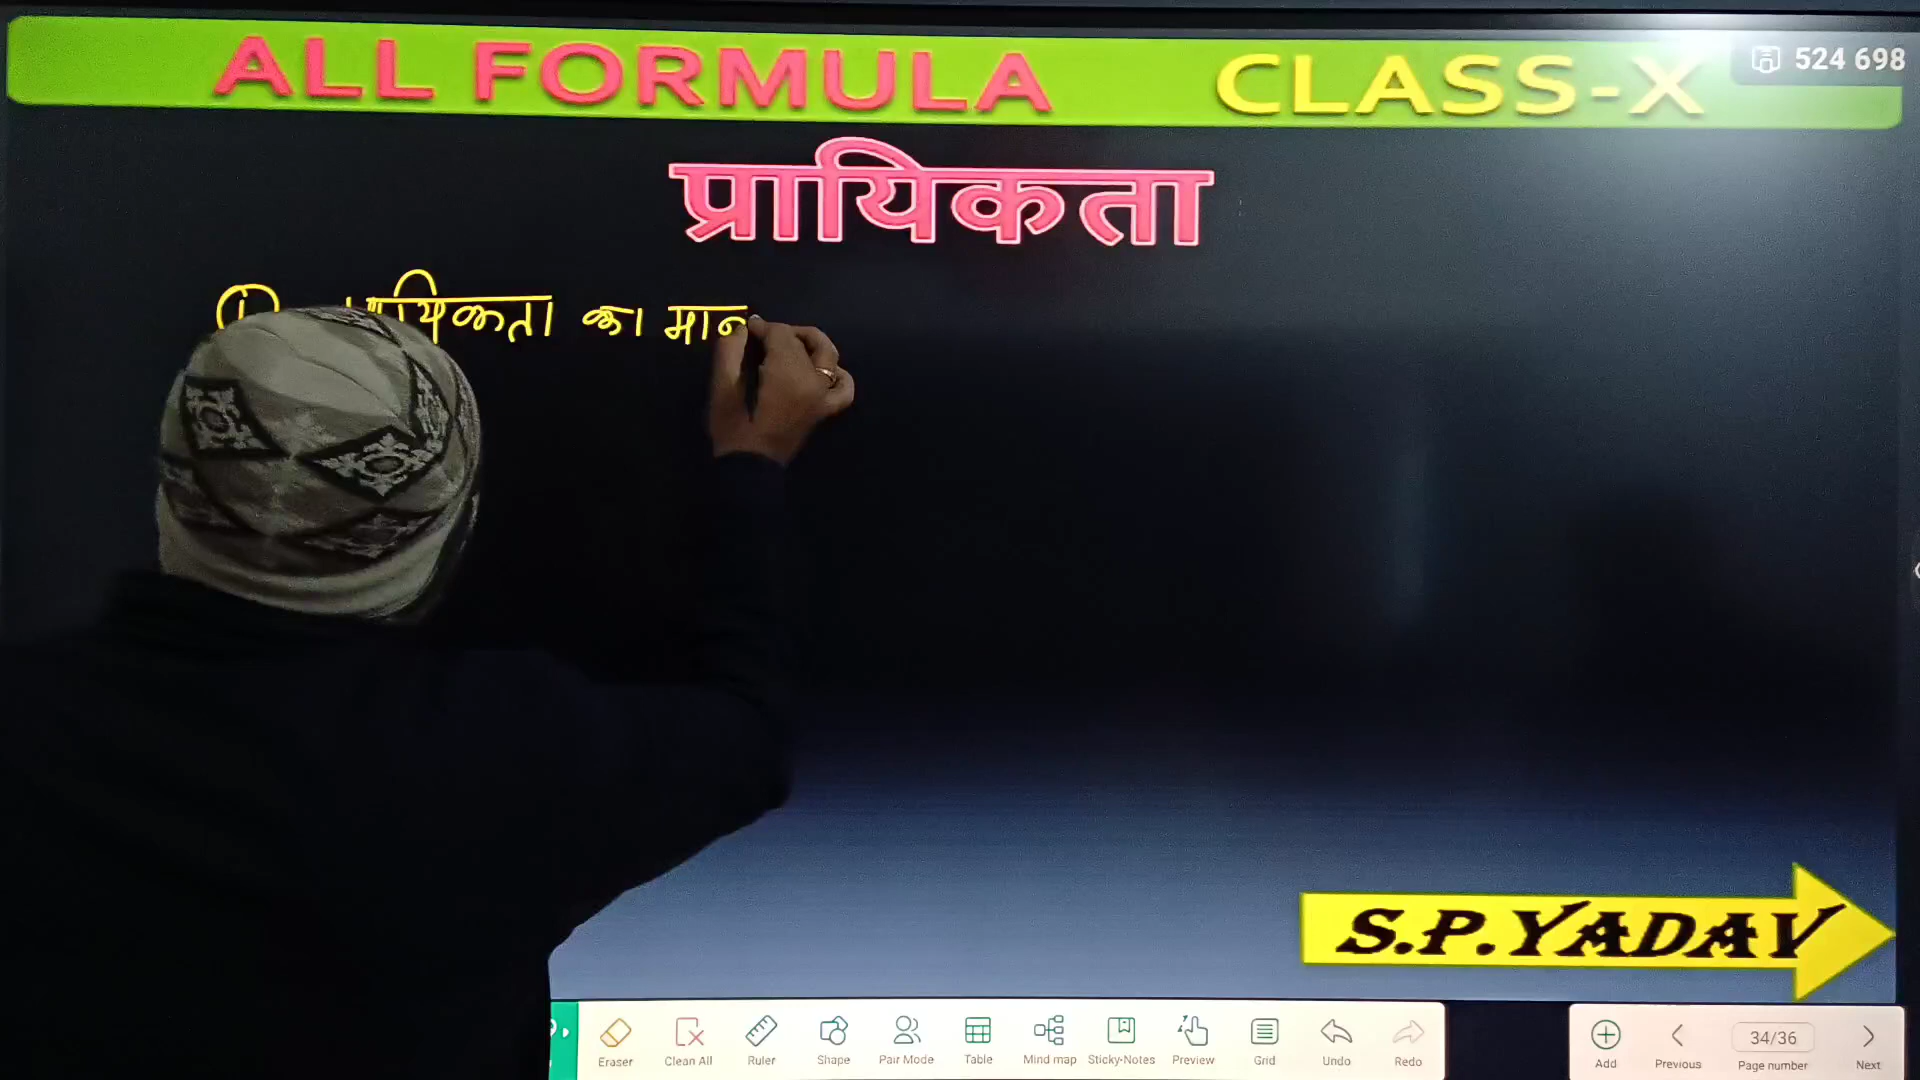 ALL FORMULA CLASS-X
524 698
प्रायिकता
① प्रायिकता का मान
S.P.YADAV
Eraser Clean All Ruler Shape Pair Mode Table Mind map Sticky-Notes Preview Grid Undo Redo
Add Previous 34/36 Page number Next